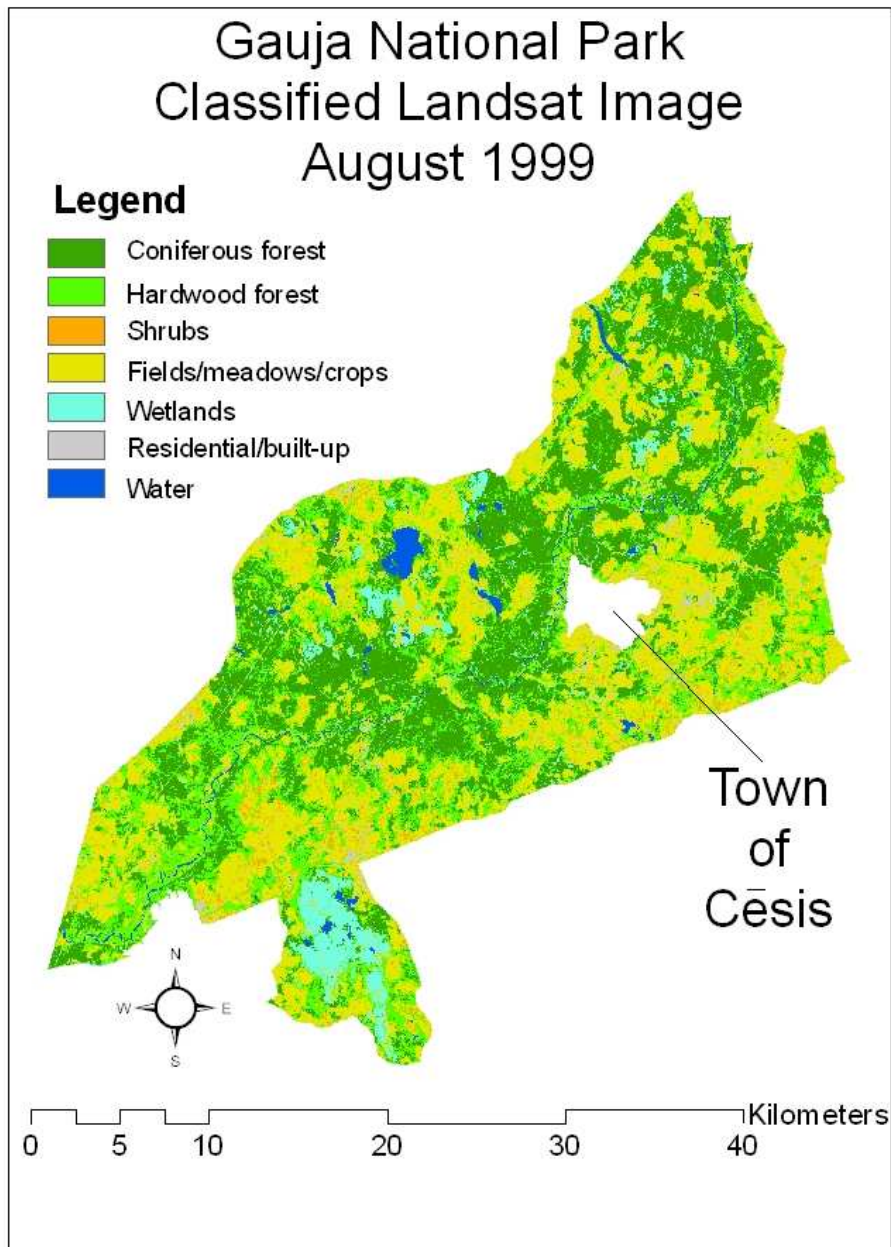 Gauja National Park
Classified Landsat Image
August 1999
Legend
Coniferous forest
Hardwood forest
Shrubs
Fields/meadows/crops
Wetlands
Residential/built-up
Water
Town
of
Cēsis
N
W E
S
Kilometers
0 5 10 20 30 40